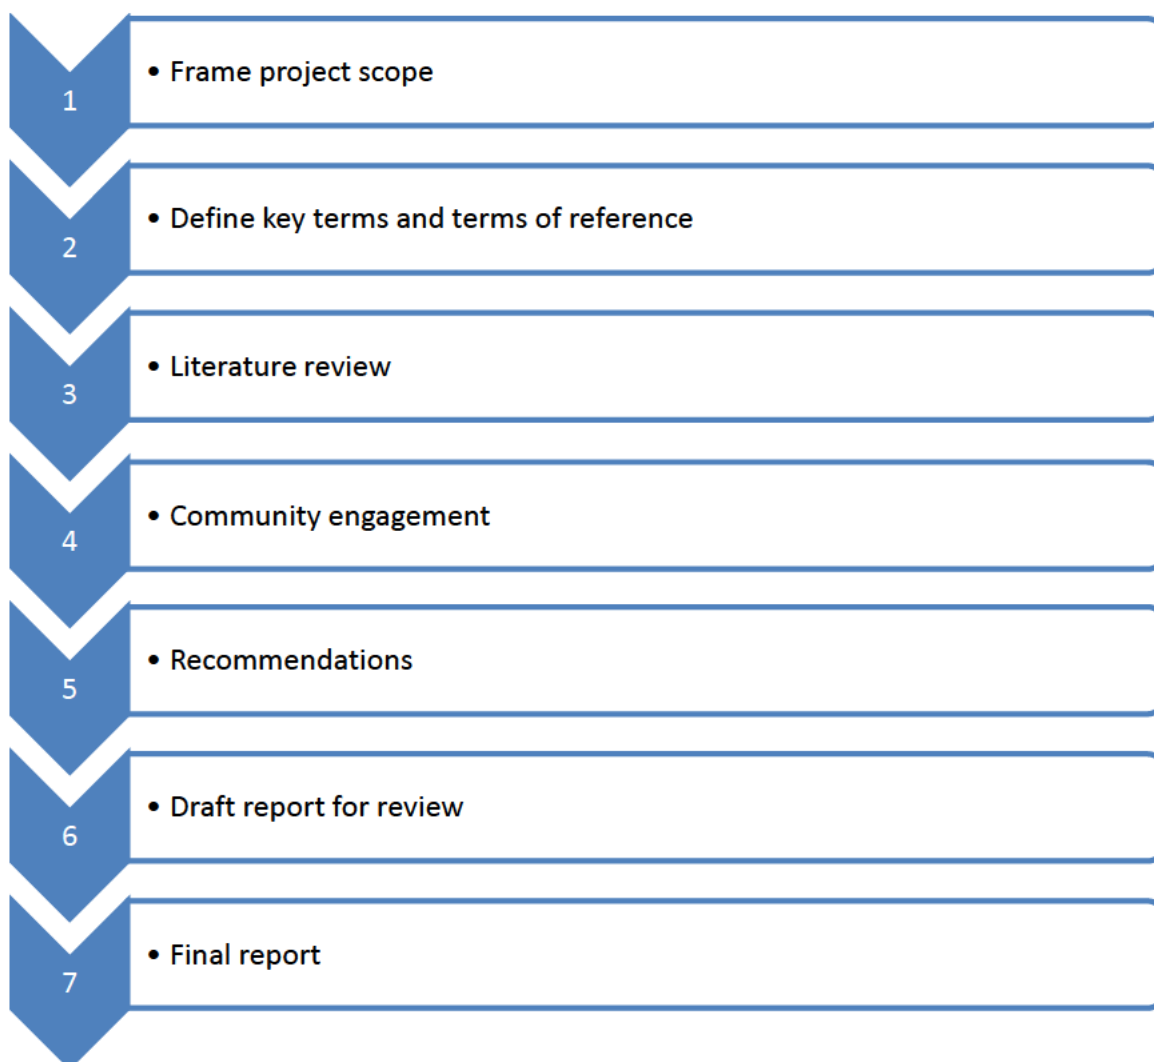 1
• Frame project scope
2
• Define key terms and terms of reference
3
• Literature review
4
• Community engagement
5
• Recommendations
6
• Draft report for review
7
• Final report